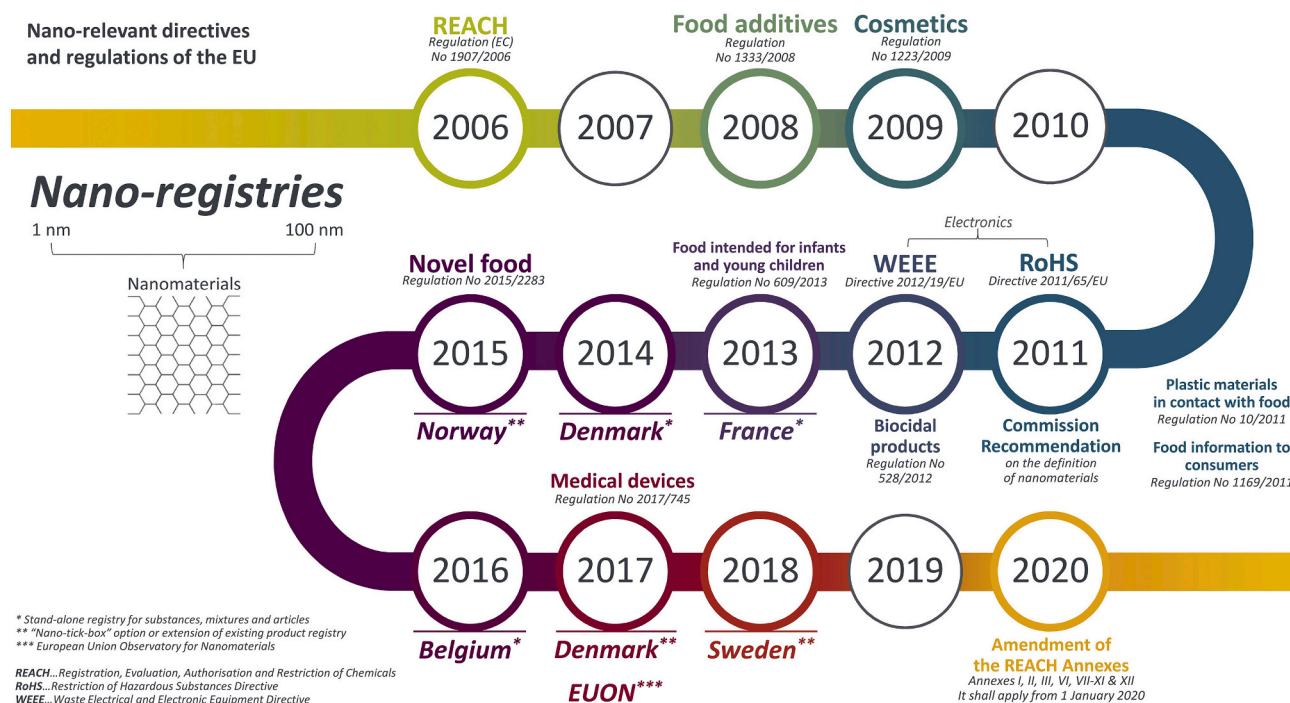 Nano-relevant directives
and regulations of the EU
REACH
Regulation (EC)
No 1907/2006
Food additives
Regulation
No 1333/2008
Cosmetics
Regulation
No 1223/2009
2006
2007
2008
2009
2010
Nano-registries
1 nm
100 nm
Nanomaterials
Electronics
Novel food
Regulation No 2015/2283
Food intended for infants
and young children
Regulation No 609/2013
WEEE
Directive 2012/19/EU
RoHS
Directive 2011/65/EU
2015
2014
2013
2012
2011
Norway**
Denmark*
France*
Biocidal
products
Regulation No
528/2012
Commission
Recommendation
on the definition
of nanomaterials
Plastic materials
in contact with food
Regulation No 10/2011
Food information to
consumers
Regulation No 1169/2011
Medical devices
Regulation No 2017/745
2016
2017
2018
2019
2020
Belgium*
Denmark**
EUON***
Sweden**
Amendment of
the REACH Annexes
Annexes I, II, III, VI, VII-XI & XII
It shall apply from 1 January 2020
* Stand-alone registry for substances, mixtures and articles
** "Nano-tick-box" option or extension of existing product registry
*** European Union Observatory for Nanomaterials
REACH...Registration, Evaluation, Authorisation and Restriction of Chemicals
RoHS...Restriction of Hazardous Substances Directive
WEEE...Waste Electrical and Electronic Equipment Directive